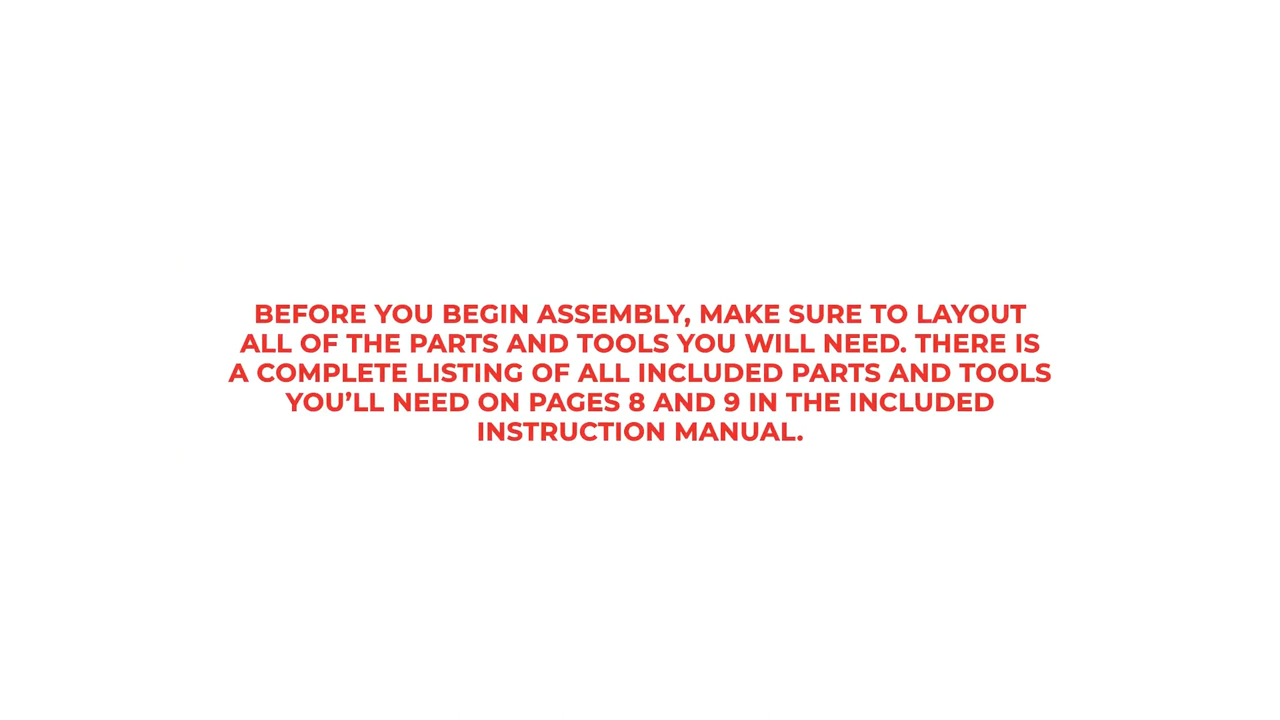 BEFORE YOU BEGIN ASSEMBLY, MAKE SURE TO LAYOUT
ALL OF THE PARTS AND TOOLS YOU WILL NEED. THERE IS
A COMPLETE LISTING OF ALL INCLUDED PARTS AND TOOLS
YOU’LL NEED ON PAGES 8 AND 9 IN THE INCLUDED
INSTRUCTION MANUAL.